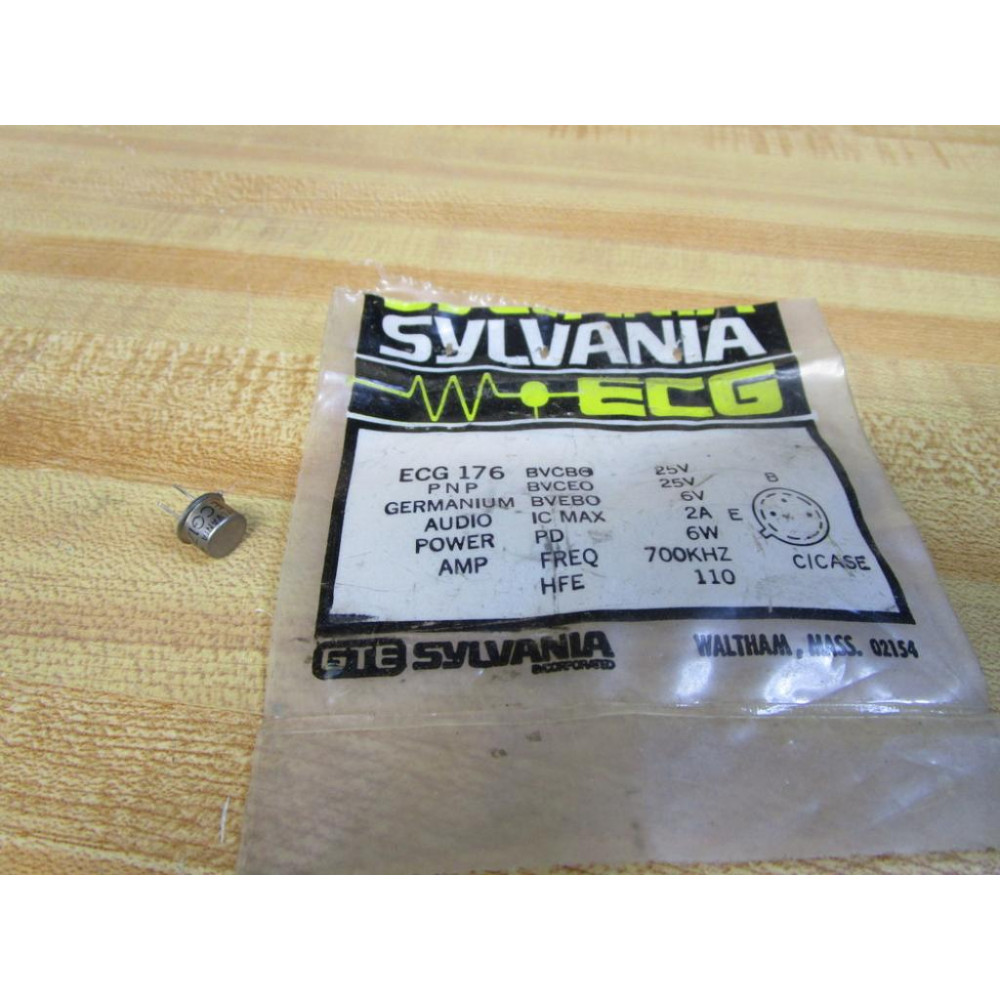 SYLVANIA
SYLVANIA
ECG
ECG 176 BVCBO 25V
PNP BVCEO 25V
GERMANIUM BVEBO 6V
AUDIO IC MAX 2A
POWER PD 6W
AMP FREQ 700KHZ
HFE 110
B
E
CICASE
GTE SYLVANIA
INCORPORATED
WALTHAM, MASS. 02154